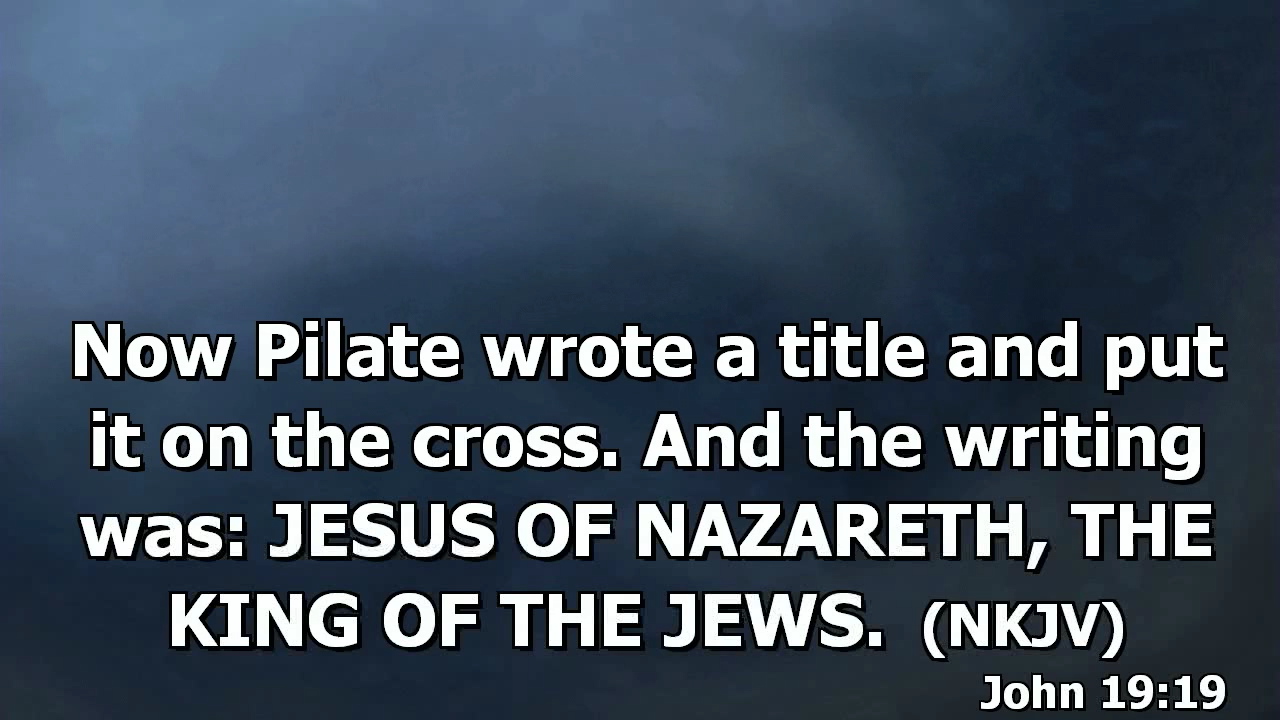 Now Pilate wrote a title and put
it on the cross. And the writing
was: JESUS OF NAZARETH, THE
KING OF THE JEWS. (NKJV)
John 19:19